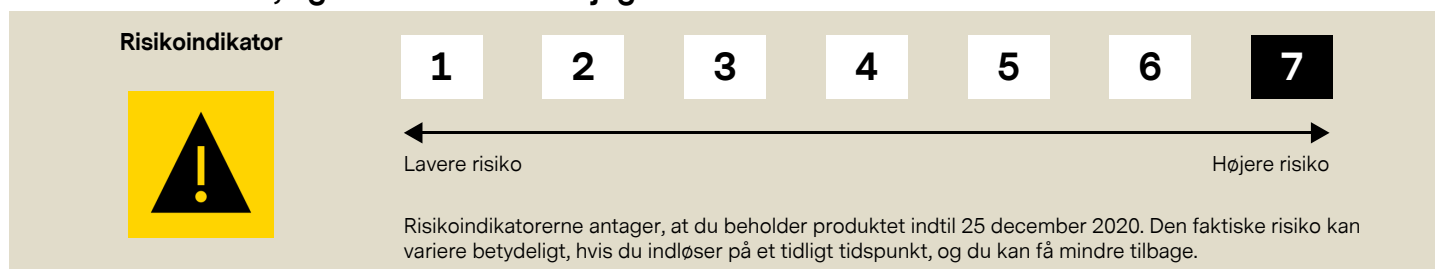 Risikoindikator
1 2 3 4 5 6 7
Lavere risiko Højere risiko
Risikoindikatorerne antager, at du beholder produktet indtil 25 december 2020. Den faktiske risiko kan
variere betydeligt, hvis du indløser på et tidligt tidspunkt, og du kan få mindre tilbage.